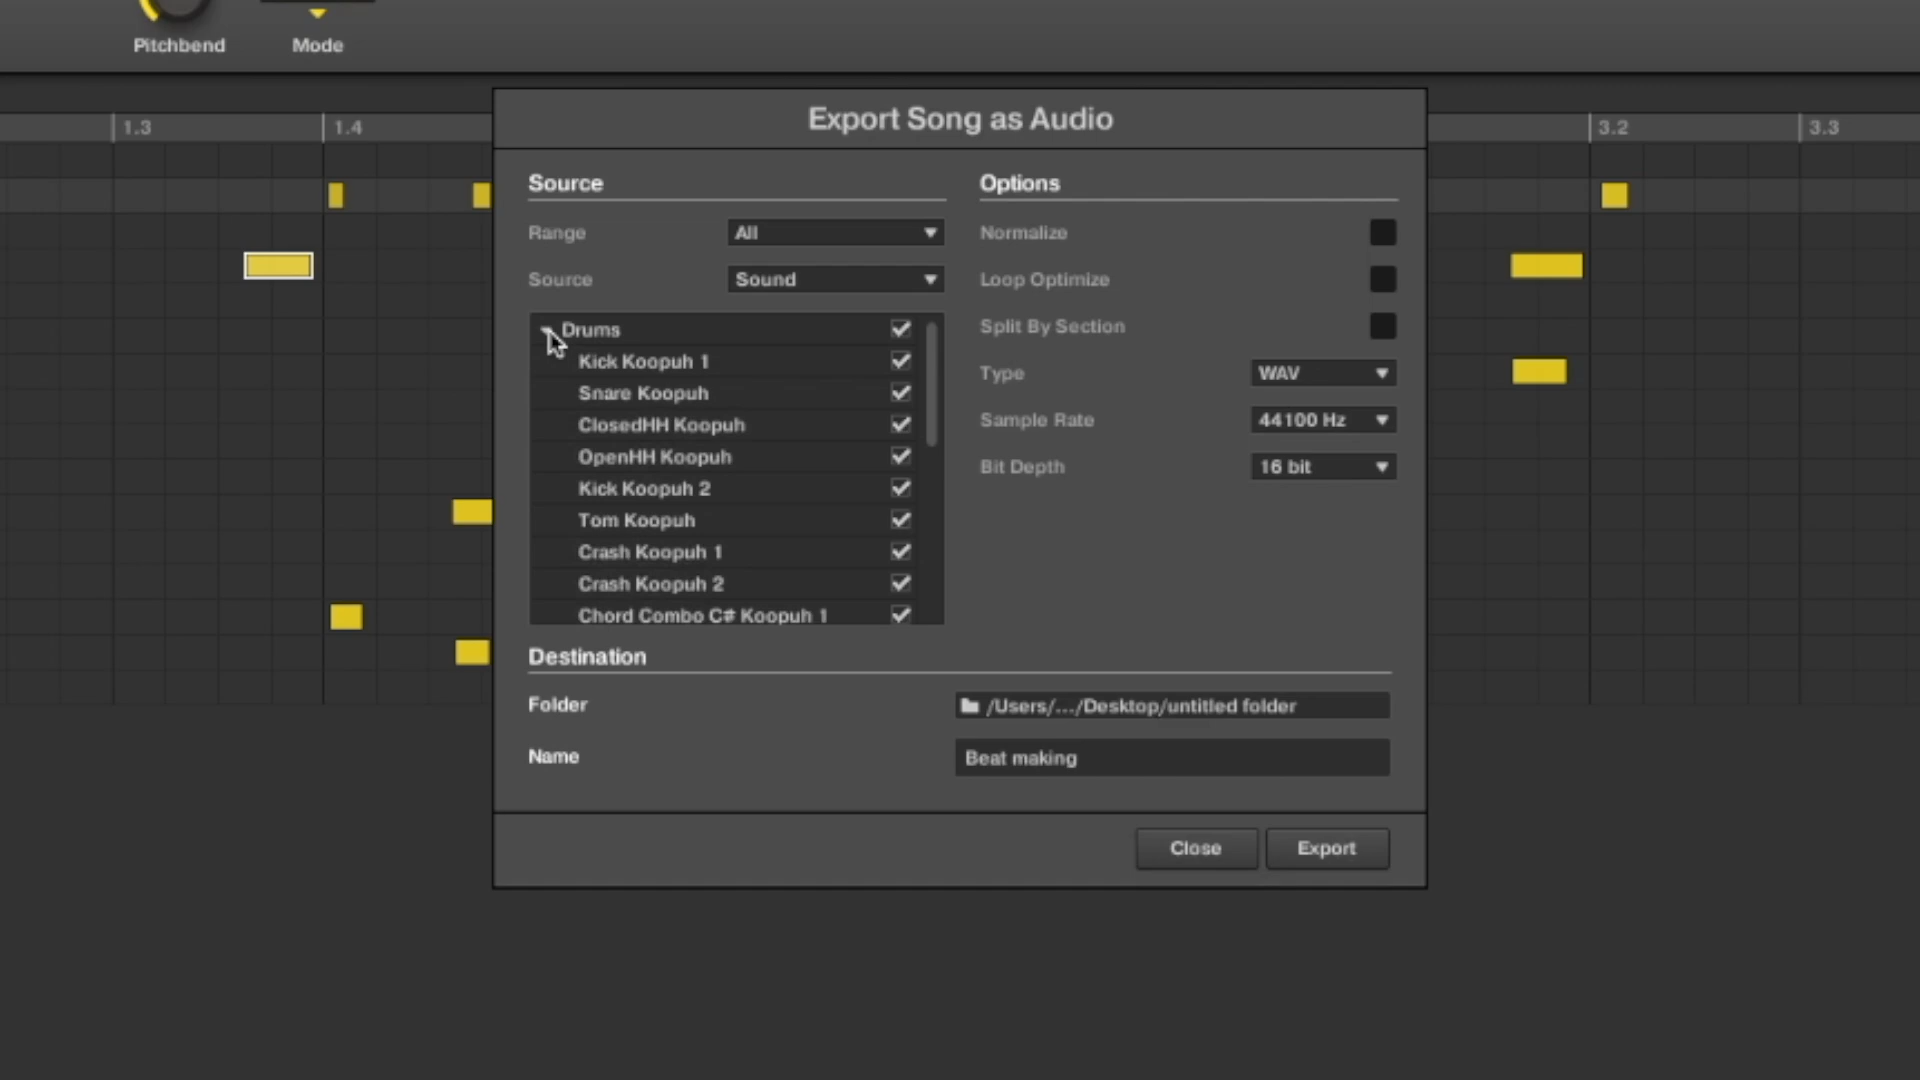 Pitchbend
Mode
1.3
1.4
3.2
3.3
Export Song as Audio
Source
Range
All
Source
Sound
Drums
Kick Koopuh 1
Snare Koopuh
ClosedHH Koopuh
OpenHH Koopuh
Kick Koopuh 2
Tom Koopuh
Crash Koopuh 1
Crash Koopuh 2
Chord Combo C# Koopuh 1
Options
Normalize
Loop Optimize
Split By Section
Type
WAV
Sample Rate
44100 Hz
Bit Depth
16 bit
Destination
Folder
/Users/.../Desktop/untitled folder
Name
Beat making
Close
Export